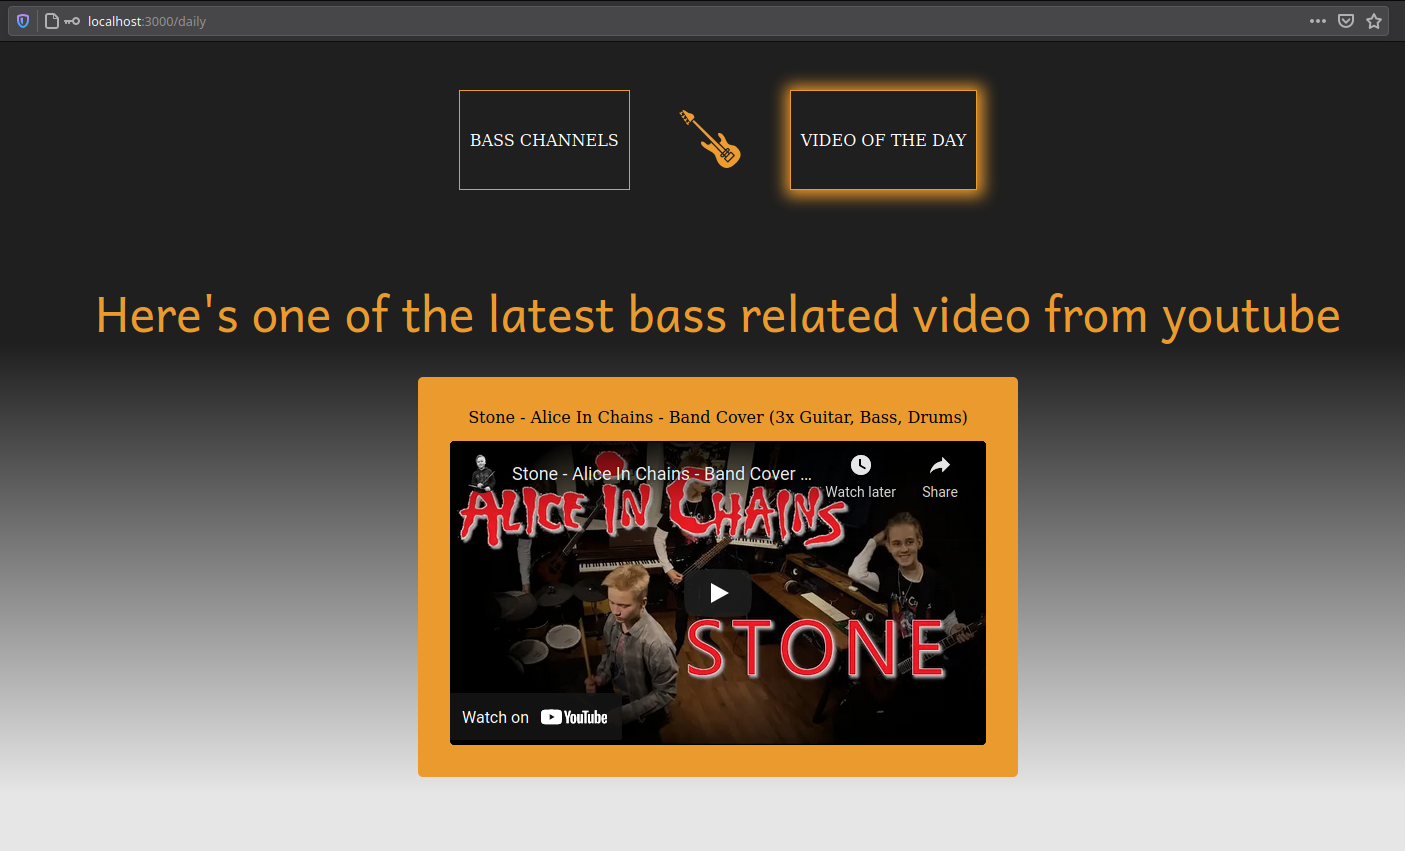 localhost:3000/daily
BASS CHANNELS
VIDEO OF THE DAY
Here's one of the latest bass related video from youtube
Stone - Alice In Chains - Band Cover (3x Guitar, Bass, Drums)
Stone - Alice In Chains - Band Cover ...
Watch later
Share
ALICE IN CHAINS
STONE
Watch on YouTube